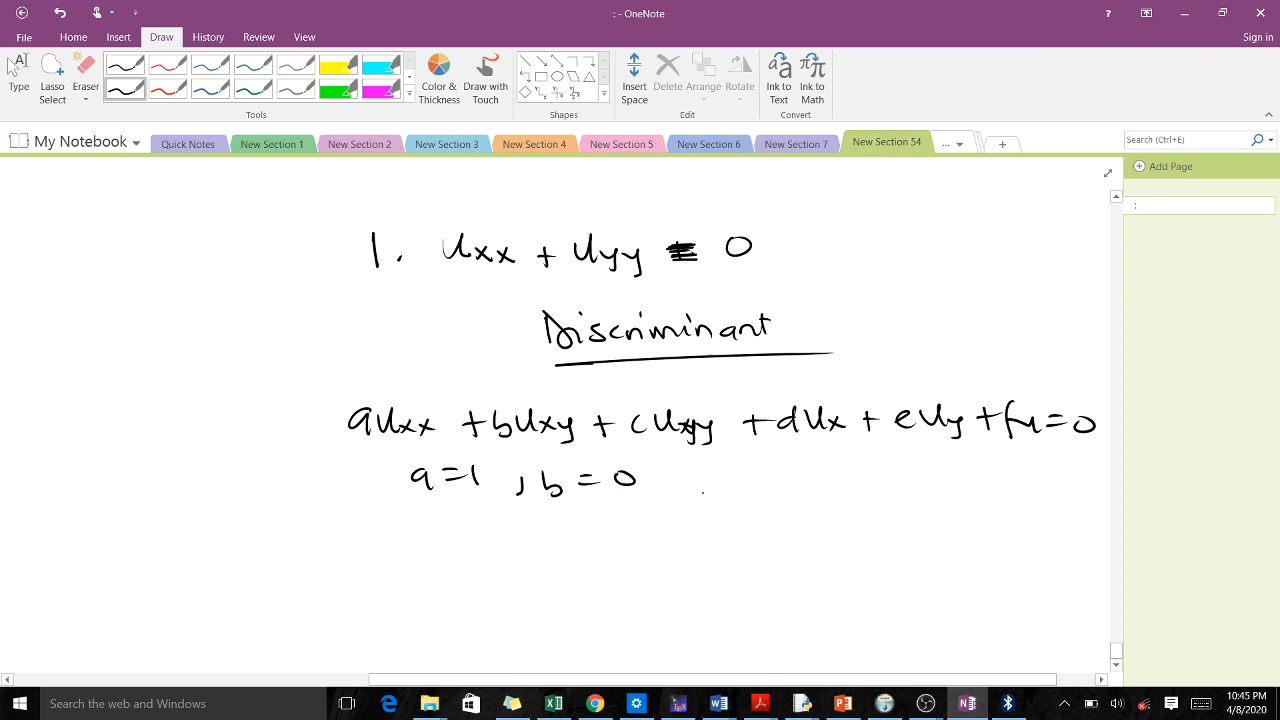 : - OneNote
File Home Insert Draw History Review View Sign in
Type Lasso Select Eraser Color & Thickness Draw with Touch Insert Space Delete Arrange Rotate Ink to Text Ink to Math
Tools Shapes Edit Convert
My Notebook Quick Notes New Section 1 New Section 2 New Section 3 New Section 4 New Section 5 New Section 6 New Section 7 New Section 54 ... Search (Ctrl+E)
Add Page
:
1. Uxx + Uyy = 0
Discriminant
aUxx + bUxy + cUyy + dUx + eUy + fu = 0
a = 1 , b = 0
Search the web and Windows
10:45 PM
4/8/2020